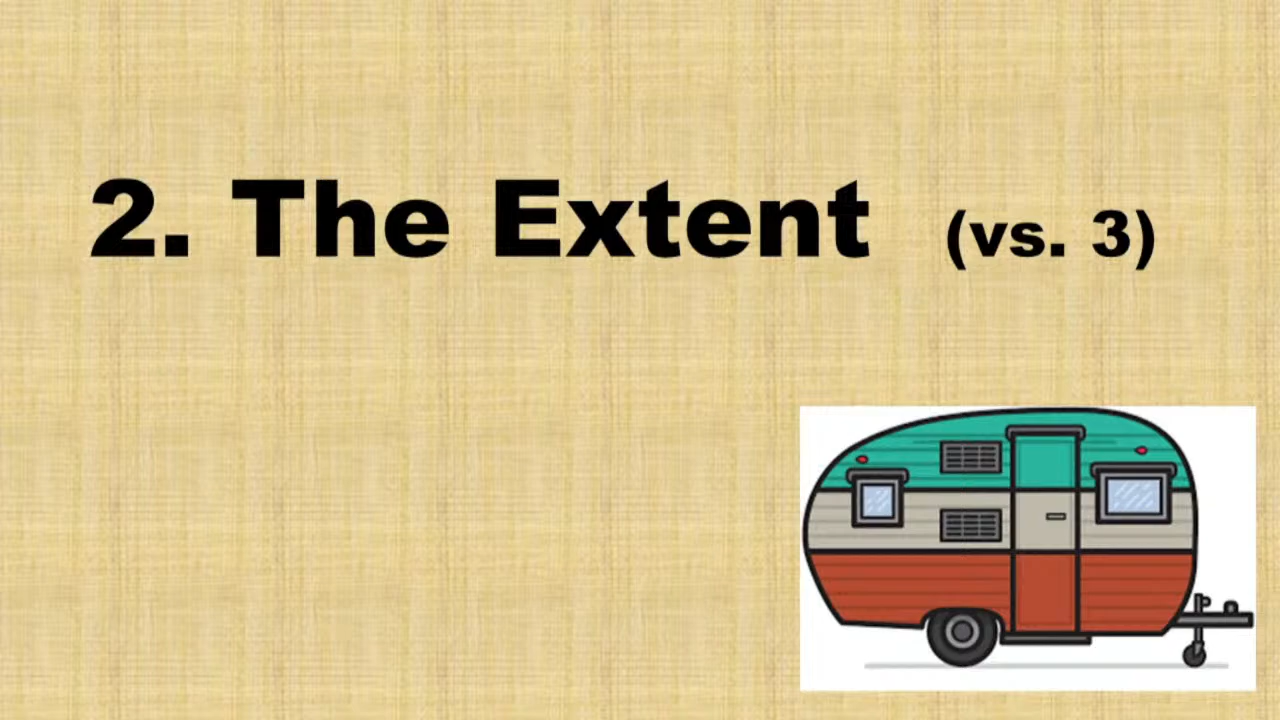 2. The Extent (vs. 3)